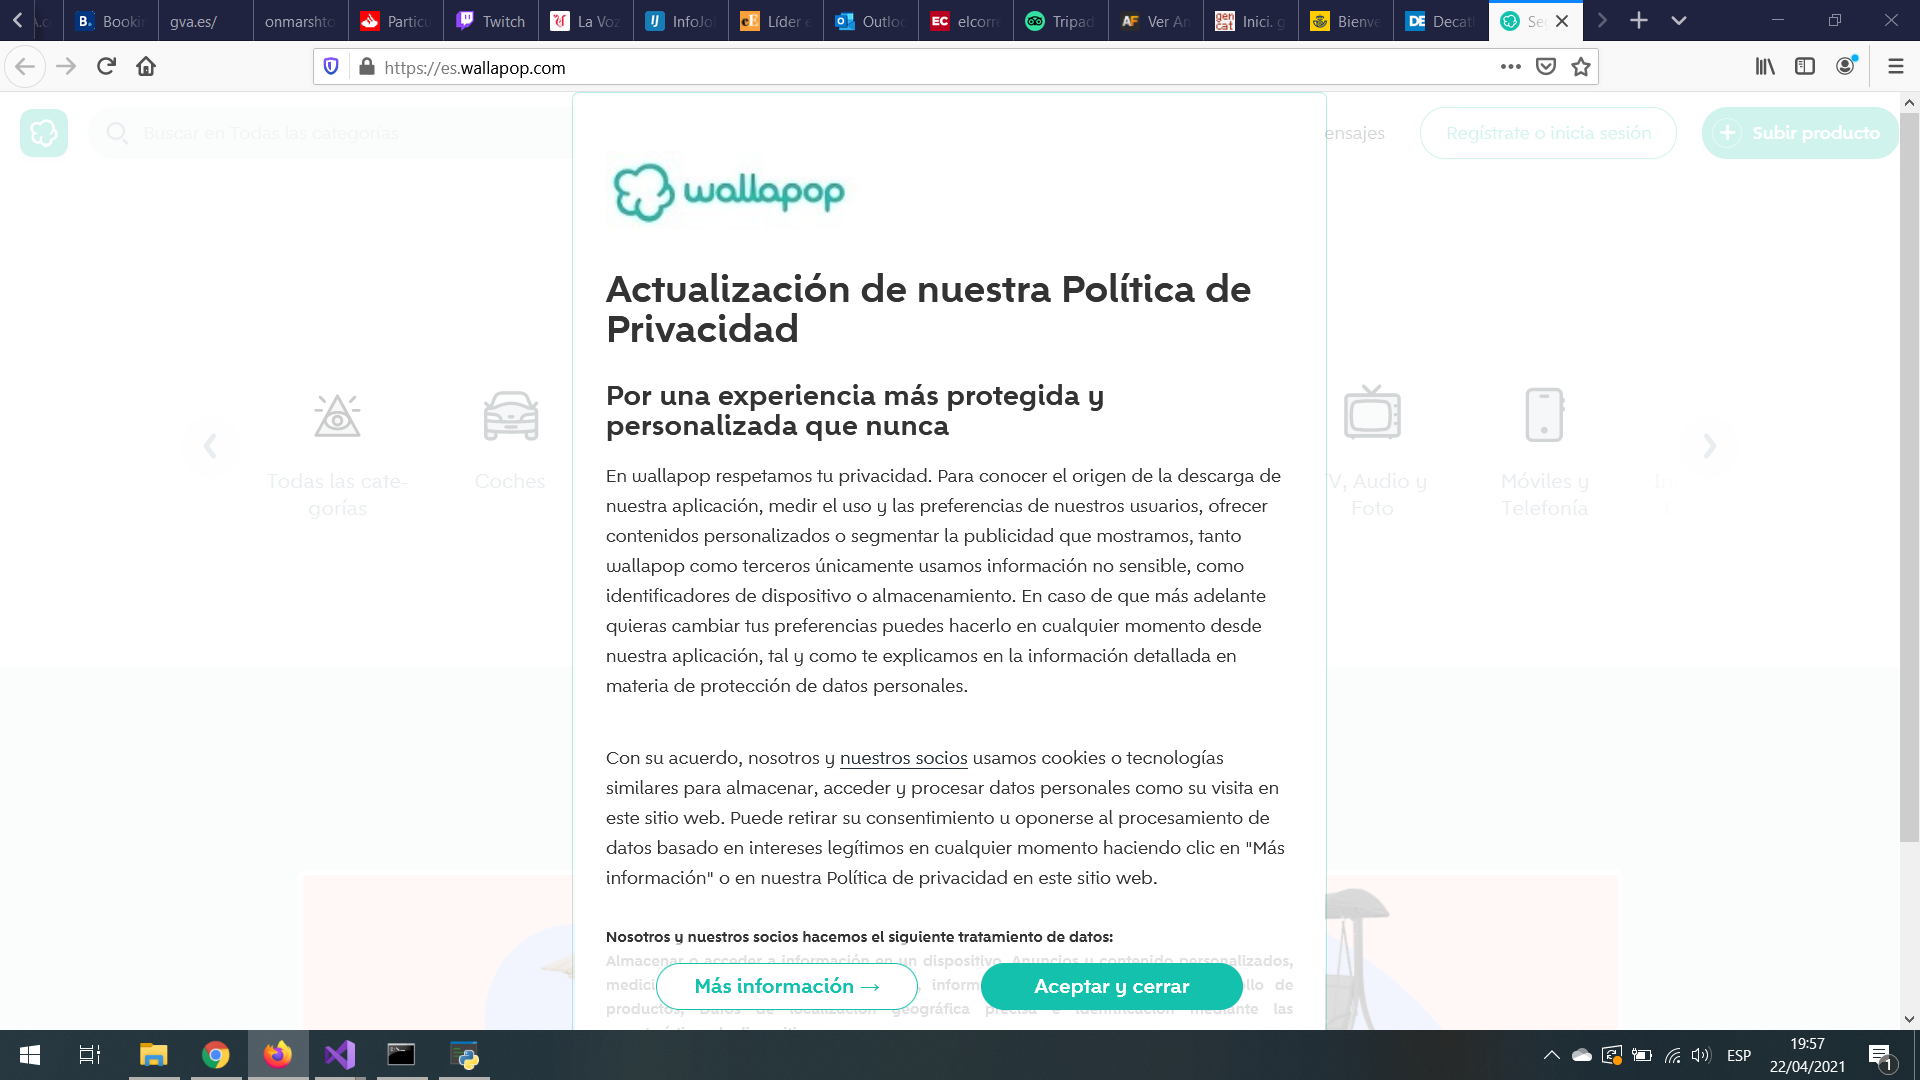 Booki
gva.es/
onmarshto
Particu
Twitch
La Voz
InfoJo
Líder e
Outloo
elcorre
Tripad
Ver An
Inici. g
Bienve
Decat
Se
https://es.wallapop.com
Buscar en Todas las categorías
ensajes
Regístrate o inicia sesión
Subir producto
wallapop
Actualización de nuestra Política de
Privacidad
Por una experiencia más protegida y
personalizada que nunca
En wallapop respetamos tu privacidad. Para conocer el origen de la descarga de
nuestra aplicación, medir el uso y las preferencias de nuestros usuarios, ofrecer
contenidos personalizados o segmentar la publicidad que mostramos, tanto
wallapop como terceros únicamente usamos información no sensible, como
identificadores de dispositivo o almacenamiento. En caso de que más adelante
quieras cambiar tus preferencias puedes hacerlo en cualquier momento desde
nuestra aplicación, tal y como te explicamos en la información detallada en
materia de protección de datos personales.
Todas las cate-
gorías
Coches
V, Audio y
Foto
Móviles y
Telefonía
Con su acuerdo, nosotros y nuestros socios usamos cookies o tecnologías
similares para almacenar, acceder y procesar datos personales como su visita en
este sitio web. Puede retirar su consentimiento u oponerse al procesamiento de
datos basado en intereses legítimos en cualquier momento haciendo clic en "Más
información" o en nuestra Política de privacidad en este sitio web.
Nosotros y nuestros socios hacemos el siguiente tratamiento de datos:
Almacenar o acceder a información en un dispositivo, Anuncios y contenido personalizados,
medici inform llo de
productos, Datos de localización geográfica precisa e identificación mediante las
Más información →
Aceptar y cerrar
ESP
19:57
22/04/2021
1